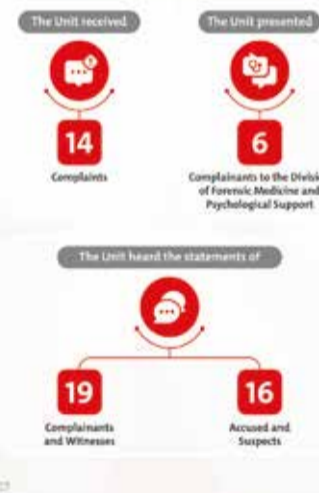 The Unit received
The Unit presented
14
6
Complaints
Complainants to the Divisi
of Forensic Medicine and
Psychological Support
The Unit heard the statements of
19
16
Complainants
and Witnesses
Accused and
Suspects